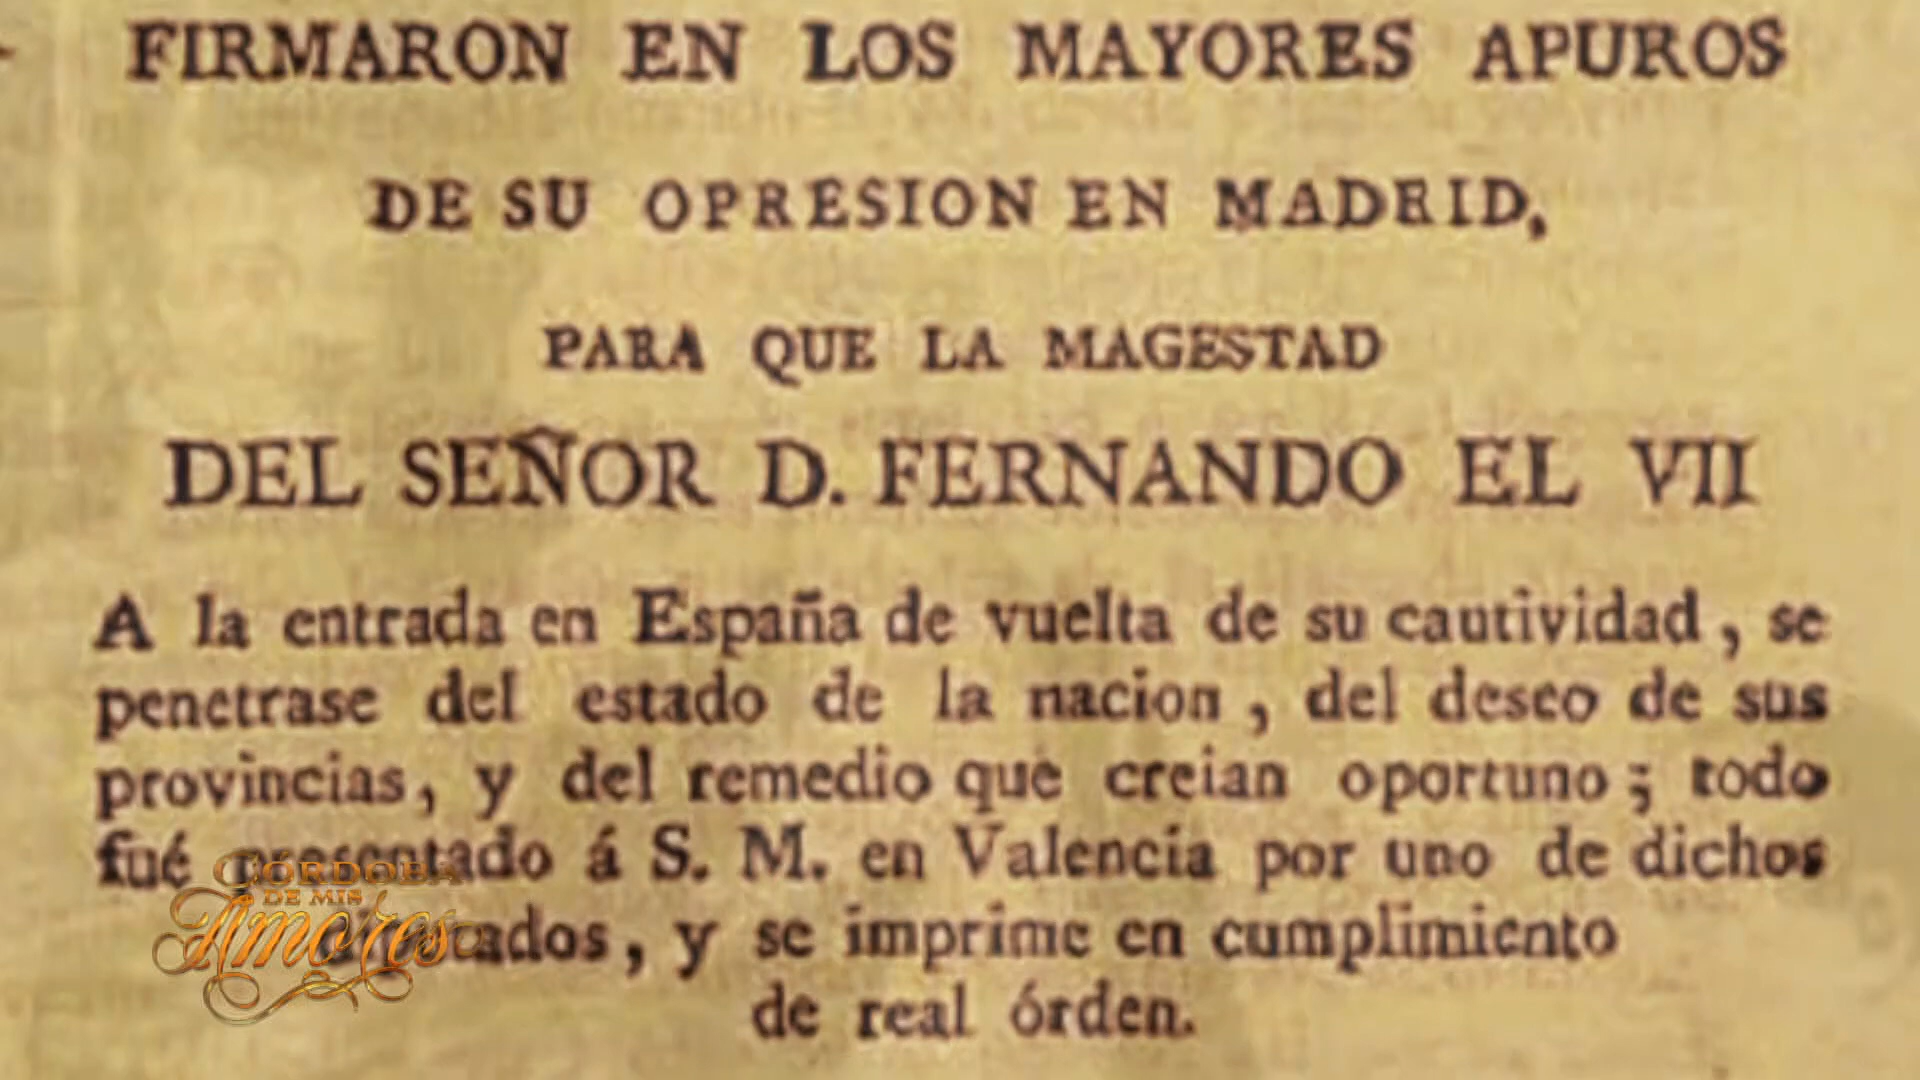 FIRMARON EN LOS MAYORES APUROS
DE SU OPRESION EN MADRID,
PARA QUE LA MAGESTAD
DEL SEÑOR D. FERNANDO EL VII
A la entrada en España de vuelta de su cautividad, se
penetrase del estado de la nacion, del deseo de sus
provincias, y del remedio que creian oportuno; todo
fué presentado á S. M. en Valencia por uno de dichos
y se imprime en cumplimiento
de real órden.
CÓRDOBA
DE MIS
Amores